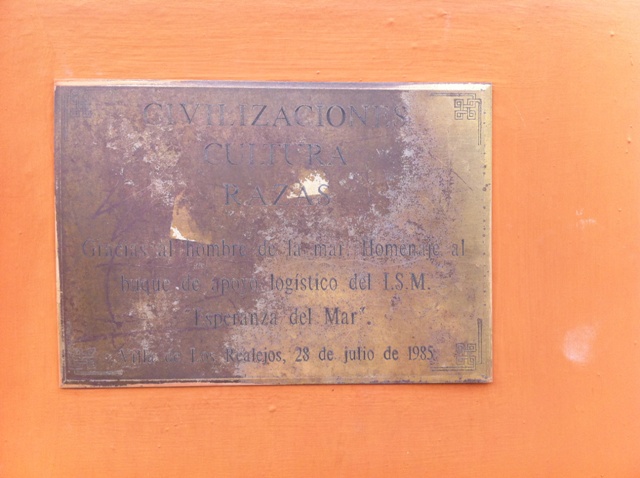 CIVILIZACIONES
CULTURA
RAZAS
Gracias al hombre de la mar. Homenaje al
buque de apoyo logístico del I.S.M.
Esperanza del Mar".
Villa de Los Realejos, 28 de julio de 1985